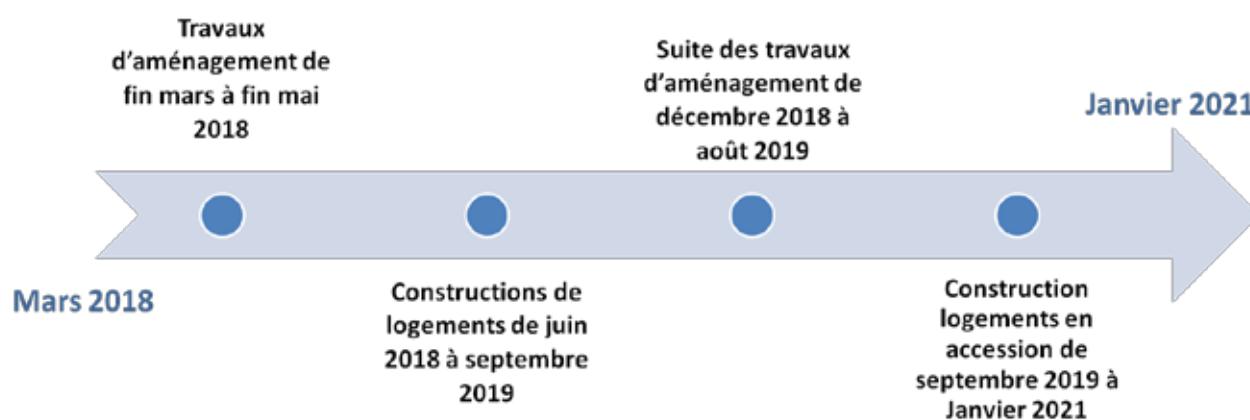 Travaux
d'aménagement de
fin mars à fin mai
2018
Suite des travaux
d'aménagement de
décembre 2018 à
août 2019
Janvier 2021
Mars 2018
Constructions de
logements de juin
2018 à septembre
2019
Construction
logements en
accession de
septembre 2019 à
Janvier 2021